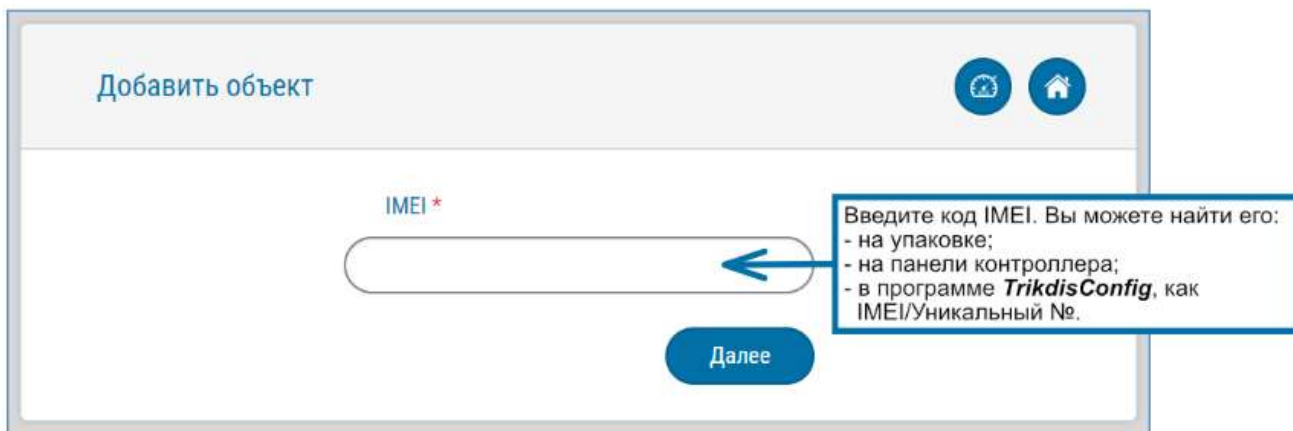 Добавить объект
IMEI *
Введите код IMEI. Вы можете найти его:
- на упаковке;
- на панели контроллера;
- в программе TrikdisConfig, как
IMEI/Уникальный №.
Далее